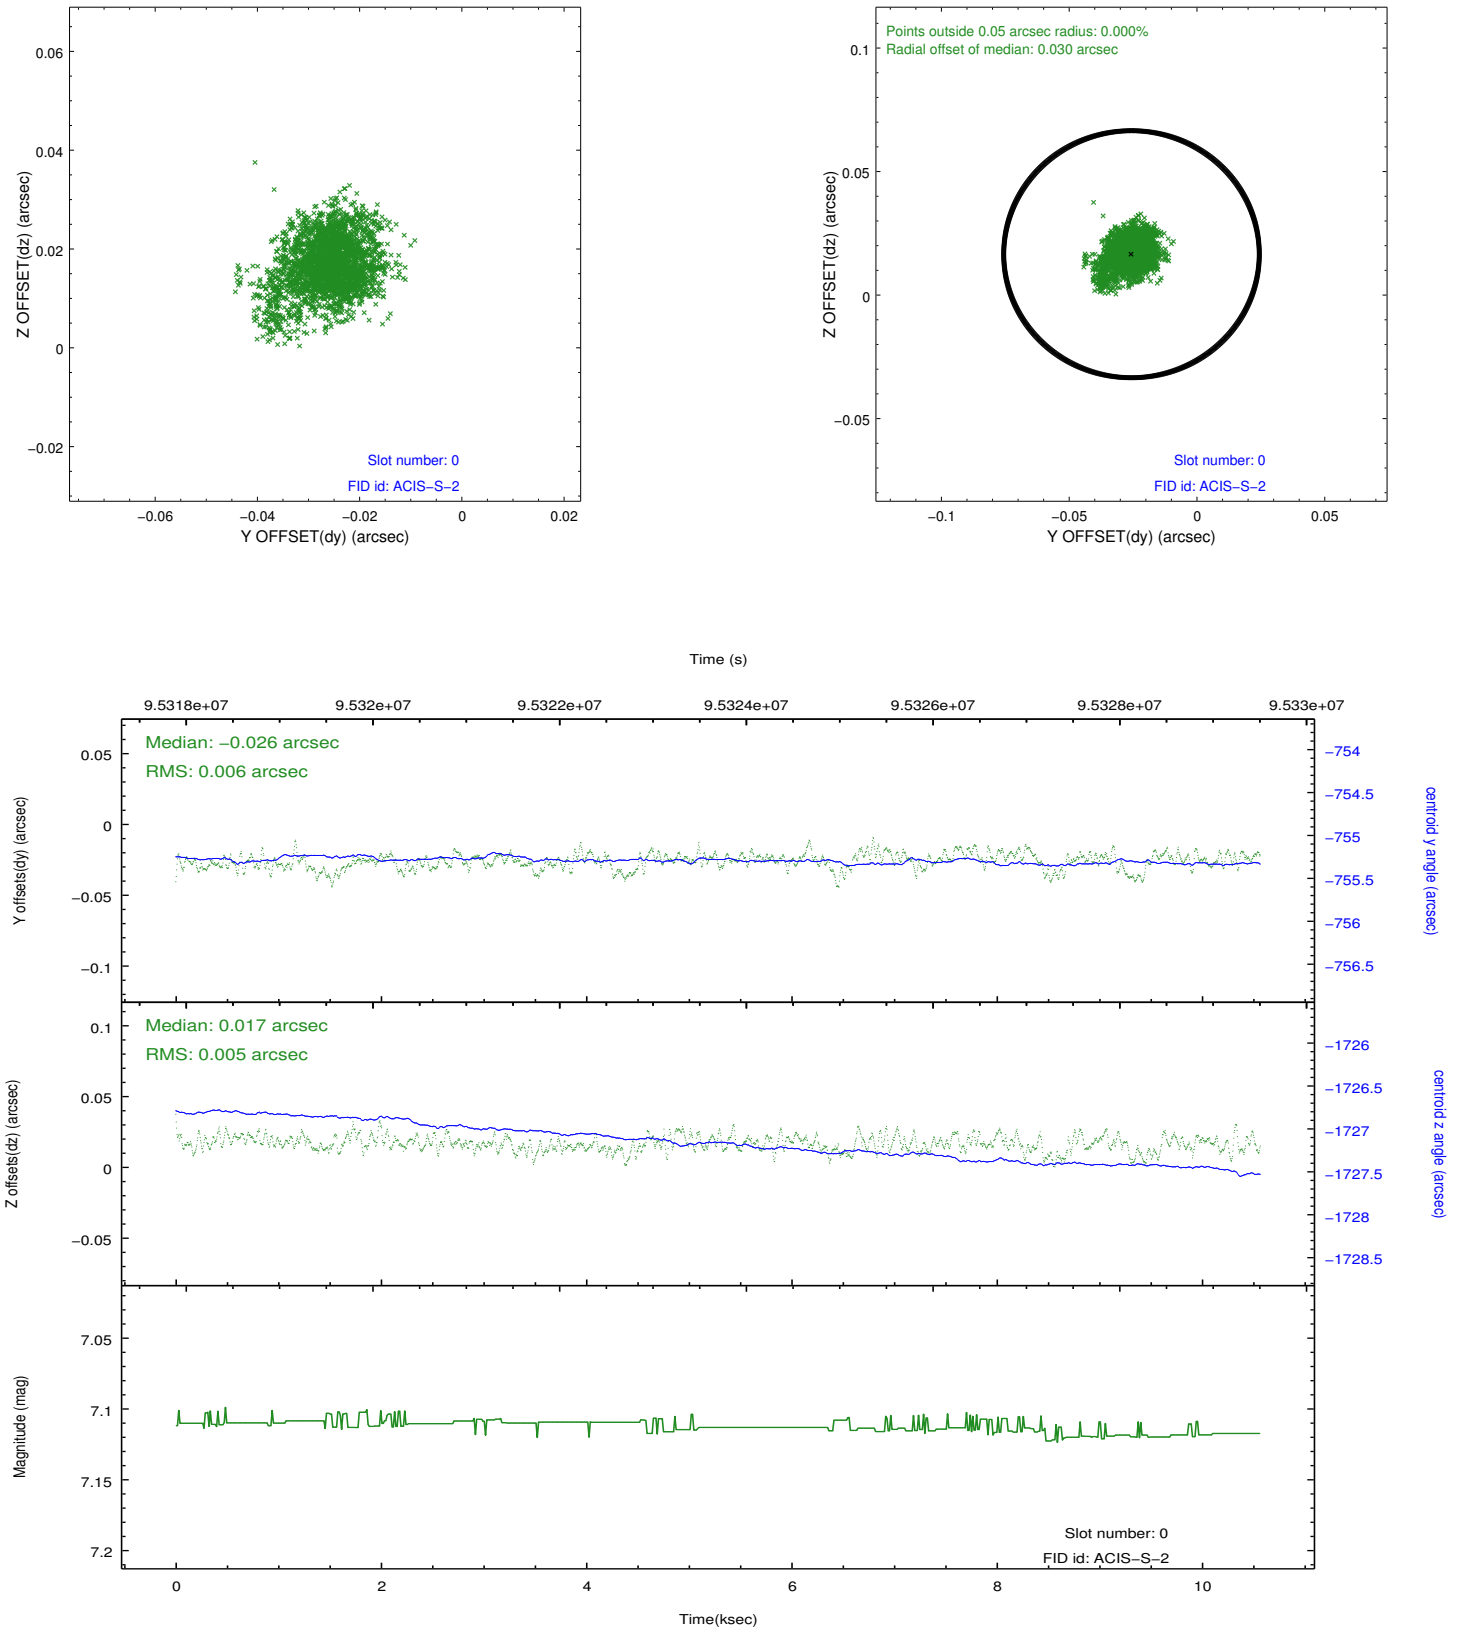 0.06
0.04
0.02
0
−0.02
Z OFFSET(dz) (arcsec)
Slot number: 0
FID id: ACIS−S−2
−0.06
−0.04
−0.02
0
0.02
Y OFFSET(dy) (arcsec)
Points outside 0.05 arcsec radius: 0.000%
Radial offset of median: 0.030 arcsec
0.1
0.05
0
−0.05
Z OFFSET(dz) (arcsec)
Slot number: 0
FID id: ACIS−S−2
−0.1
−0.05
0
0.05
Y OFFSET(dy) (arcsec)
Time (s)
9.5318e+07
9.532e+07
9.5322e+07
9.5324e+07
9.5326e+07
9.5328e+07
9.533e+07
Median: −0.026 arcsec
RMS: 0.006 arcsec
0.05
0
−0.05
−0.1
Y offsets(dy) (arcsec)
−754
−754.5
−755
−755.5
−756
−756.5
centroid y angle (arcsec)
Median: 0.017 arcsec
RMS: 0.005 arcsec
0.1
0.05
0
−0.05
Z offsets(dz) (arcsec)
−1726
−1726.5
−1727
−1727.5
−1728
−1728.5
centroid z angle (arcsec)
7.05
7.1
7.15
7.2
Magnitude (mag)
Slot number: 0
FID id: ACIS−S−2
0
2
4
6
8
10
Time(ksec)